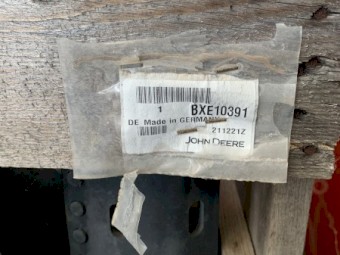 1 BXE10391
DE Made in GERMANY
211221Z
JOHN DEERE